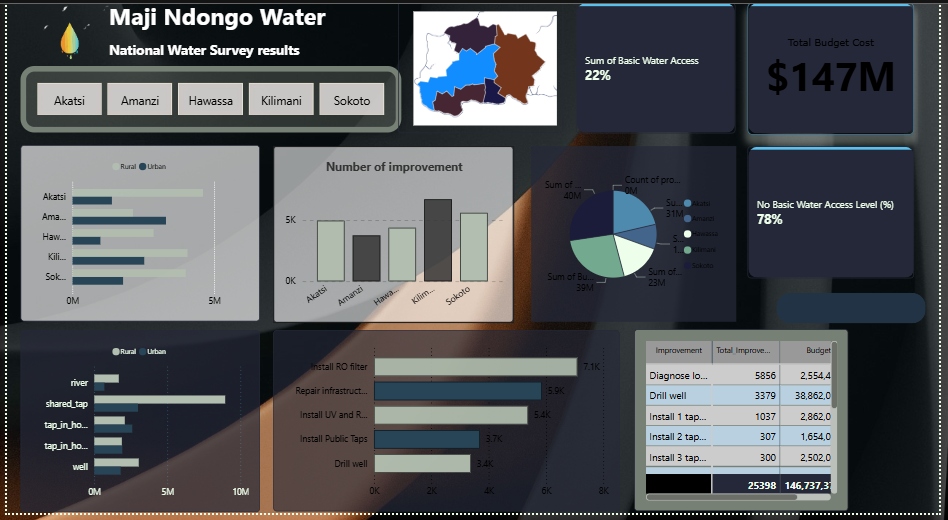 Maji Ndongo Water
National Water Survey results
Akatsi
Amanzi
Hawassa
Kilimani
Sokoto
Sum of Basic Water Access
22%
Total Budget Cost
$147M
Rural Urban
Akatsi
Ama...
Haw...
Kili...
Sok...
0M 5M
Number of improvement
5K
0K
Akatsi Amanzi Hawa... Kilim... Sokoto
Sum of ...
40M
Count of pro...
0M
Su...
31M
S...
1...
Sum of...
23M
Sum of Bu...
39M
Akatsi
Amanzi
Hawassa
Kilimani
Sokoto
No Basic Water Access Level (%)
78%
Rural Urban
river
shared_tap
tap_in_ho...
tap_in_ho...
well
0M 5M 10M
Install RO filter 7.1K
Repair infrastruct... 5.9K
Install UV and R... 5.4K
Install Public Taps 3.7K
Drill well 3.4K
0K 2K 4K 6K 8K
Improvement Total_Improve... Budget
Diagnose lo... 5856 2,554,4
Drill well 3379 38,862,0
Install 1 tap... 1037 2,862,0
Install 2 tap... 307 1,654,0
Install 3 tap... 300 2,502,0
25398 146,737,37